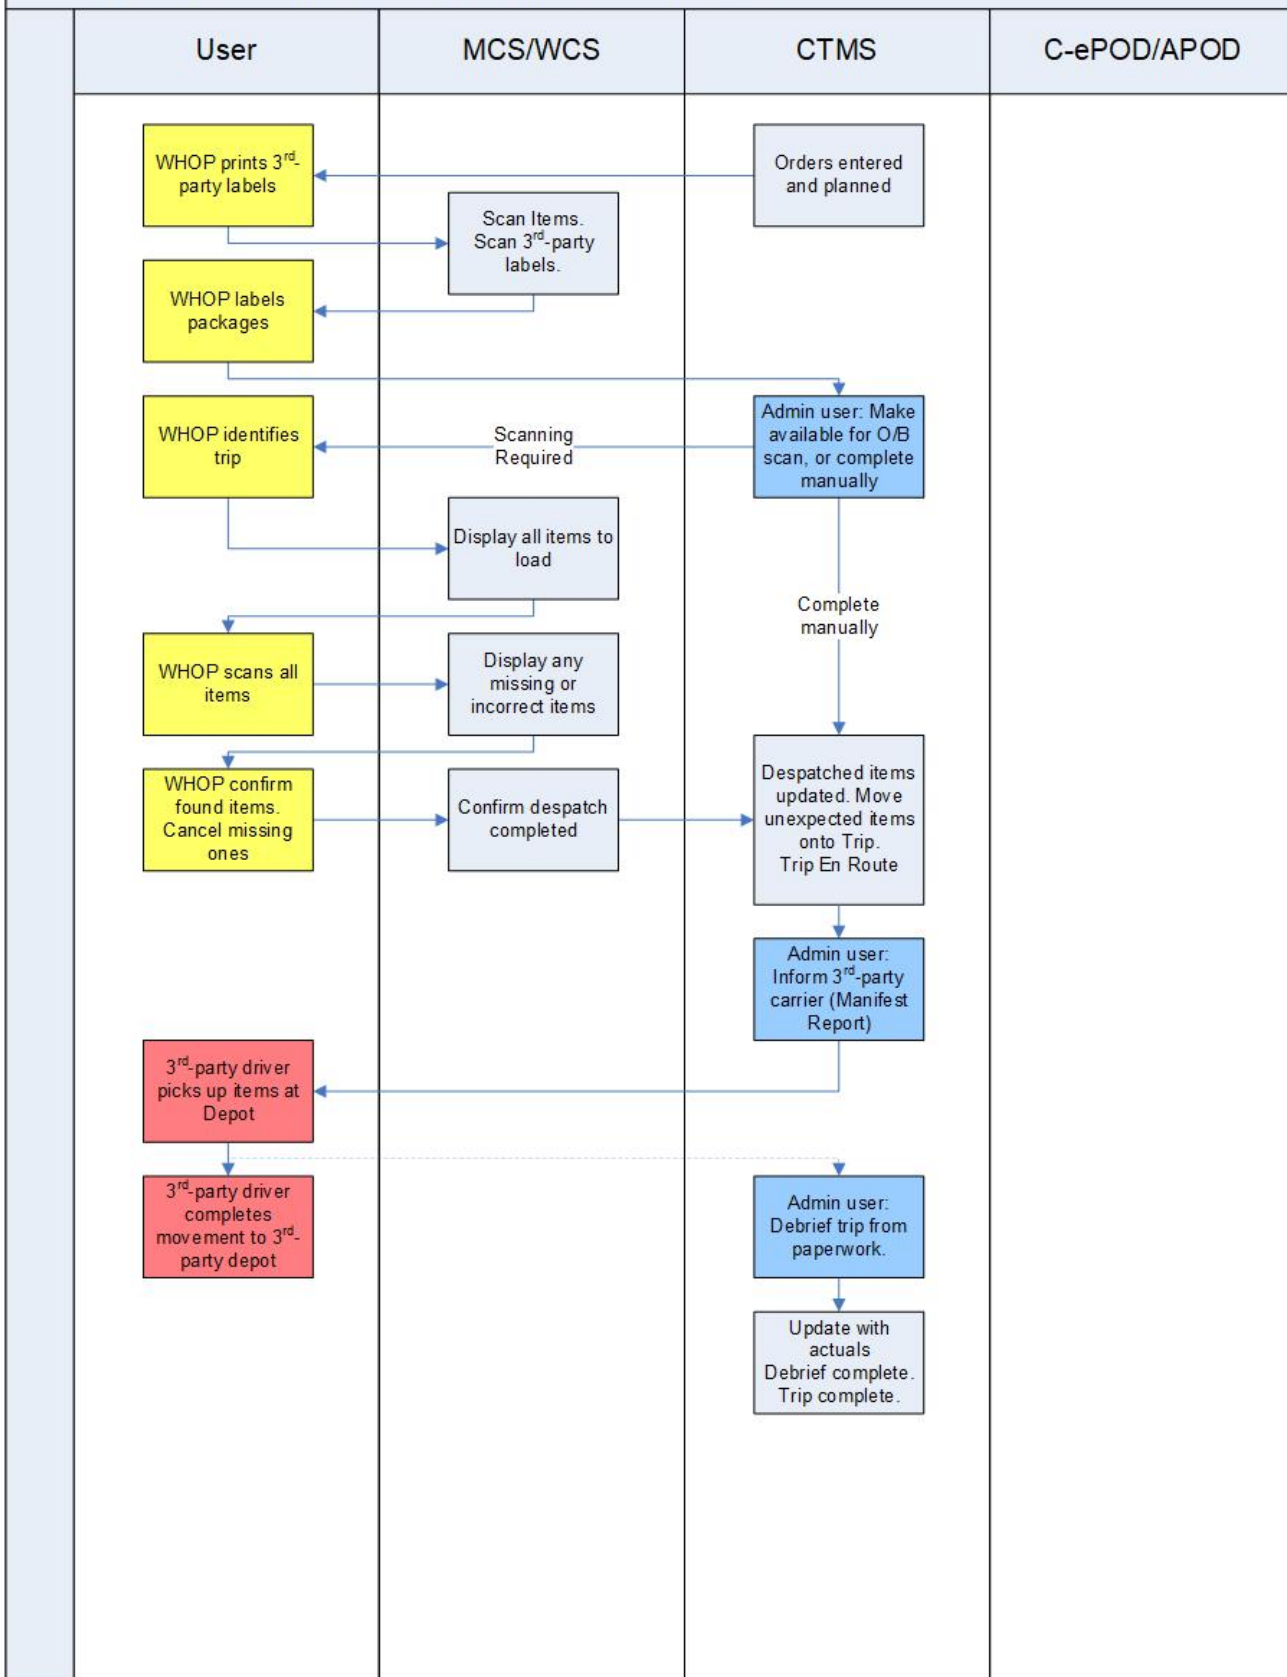 User
MCS/WCS
CTMS
C-ePOD/APOD
WHOP prints 3rd-
party labels
Orders entered
and planned
Scan Items.
Scan 3rd-party
labels.
WHOP labels
packages
WHOP identifies
trip
Scanning
Required
Admin user: Make
available for O/B
scan, or complete
manually
Display all items to
load
Complete
manually
WHOP scans all
items
Display any
missing or
incorrect items
WHOP confirm
found items.
Cancel missing
ones
Confirm despatch
completed
Despatched items
updated. Move
unexpected items
onto Trip.
Trip En Route
Admin user:
Inform 3rd-party
carrier (Manifest
Report)
3rd-party driver
picks up items at
Depot
3rd-party driver
completes
movement to 3rd-
party depot
Admin user:
Debrief trip from
paperwork.
Update with
actuals
Debrief complete.
Trip complete.